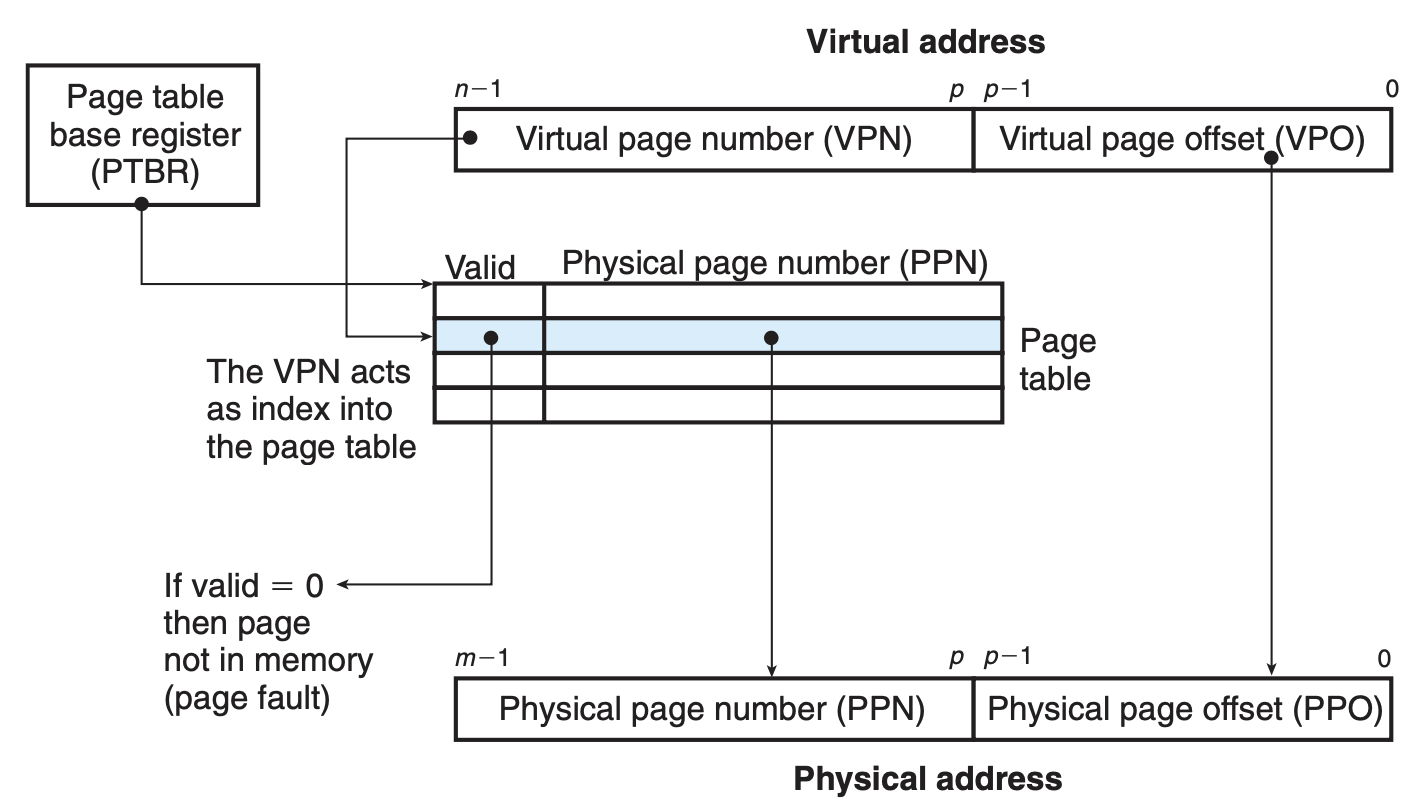 Virtual address
n−1
p
p−1
0
Page table
base register
(PTBR)
Virtual page number (VPN)
Virtual page offset (VPO)
Valid
Physical page number (PPN)
Page
table
The VPN acts
as index into
the page table
If valid = 0
then page
not in memory
(page fault)
m−1
p
p−1
0
Physical page number (PPN)
Physical page offset (PPO)
Physical address